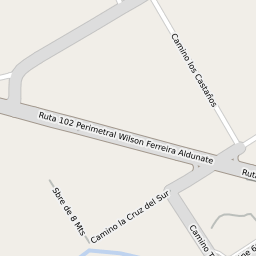 Camino los Castaños
Ruta 102 Perimetral Wilson Ferreira Aldunate
Ruta
Sbre de 8 Mts
Camino la Cruz del Sur
Camino